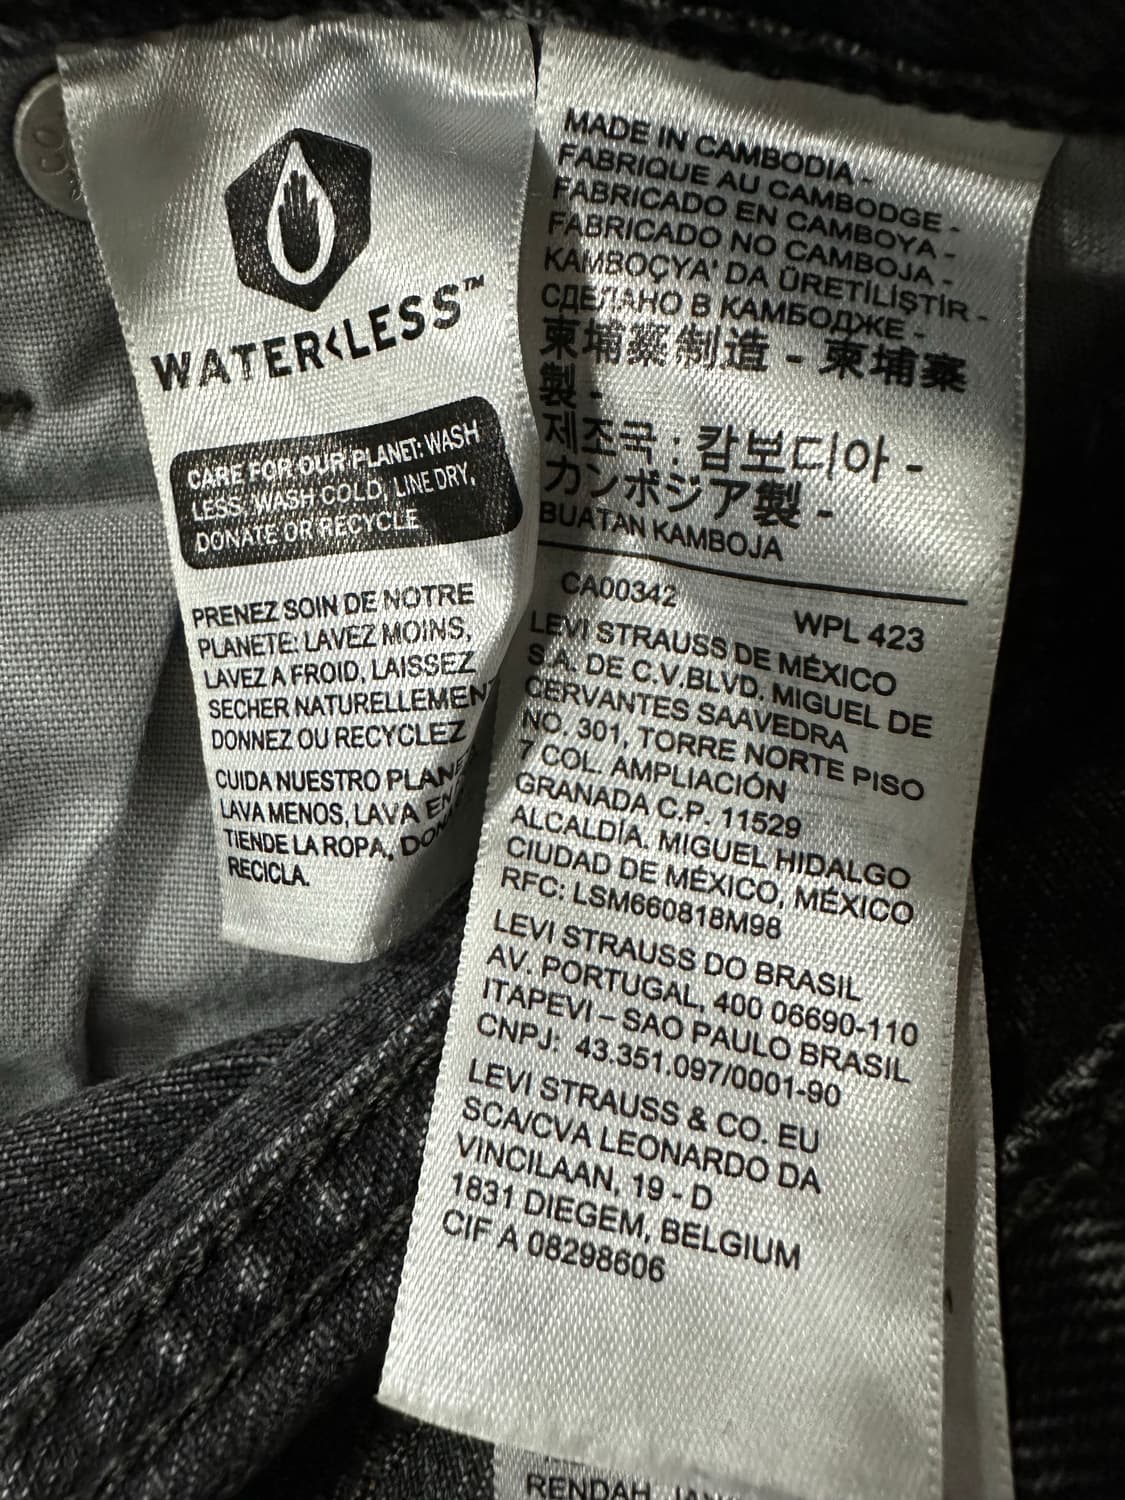 CO
WATER<LESS™
CARE FOR OUR PLANET: WASH
LESS, WASH COLD, LINE DRY,
DONATE OR RECYCLE
PRENEZ SOIN DE NOTRE
PLANETE: LAVEZ MOINS,
LAVEZ A FROID, LAISSEZ
SECHER NATURELLEMEN
DONNEZ OU RECYCLEZ
CUIDA NUESTRO PLANE
LAVA MENOS, LAVA EN
TIENDE LA ROPA, DONA
RECICLA.
MADE IN CAMBODIA -
FABRIQUE AU CAMBODGE -
FABRICADO EN CAMBOYA -
FABRICADO NO CAMBOJA -
KAMBOÇYA' DA ÜRETİLİŞTİR -
СДЕЛАНО В КАМБОДЖЕ -
柬埔寨制造 - 柬埔寨
製 -
제조국 : 캄보디아 -
カンボジア製 -
BUATAN KAMBOJA
CA00342 WPL 423
LEVI STRAUSS DE MÉXICO
S.A. DE C.V.BLVD. MIGUEL DE
CERVANTES SAAVEDRA
NO. 301, TORRE NORTE PISO
7 COL. AMPLIACIÓN
GRANADA C.P. 11529
ALCALDÍA. MIGUEL HIDALGO
CIUDAD DE MÉXICO, MÉXICO
RFC: LSM660818M98
LEVI STRAUSS DO BRASIL
AV. PORTUGAL, 400 06690-110
ITAPEVI – SAO PAULO BRASIL
CNPJ: 43.351.097/0001-90
LEVI STRAUSS & CO. EU
SCA/CVA LEONARDO DA
VINCILAAN, 19 - D
1831 DIEGEM, BELGIUM
CIF A 08298606
RENDAH